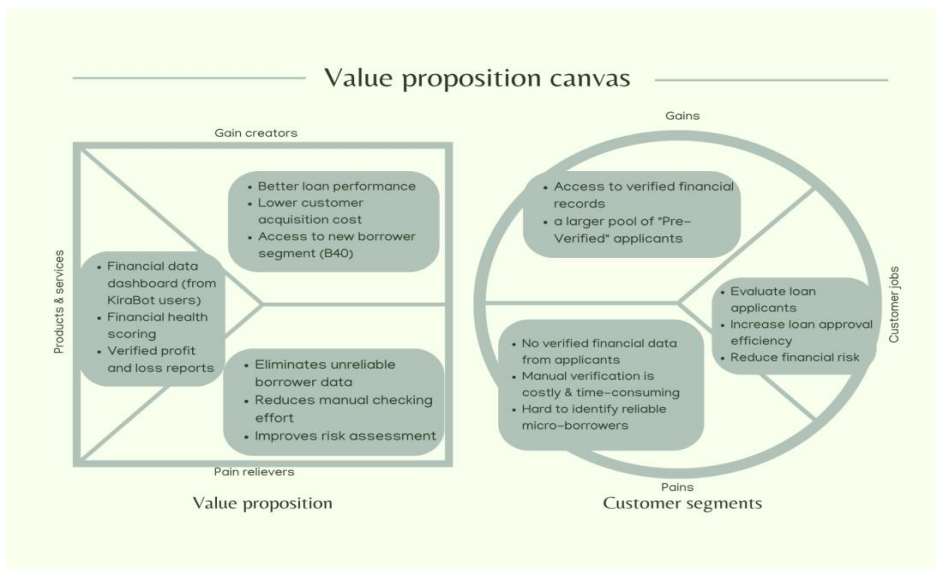 Value proposition canvas
Gain creators
• Better loan performance
• Lower customer
acquisition cost
• Access to new borrower
segment (B40)
Products & services
• Financial data
dashboard (from
KiraBot users)
• Financial health
scoring
• Verified profit
and loss reports
• Eliminates unreliable
borrower data
• Reduces manual checking
effort
• Improves risk assessment
Pain relievers
Value proposition
Gains
• Access to verified financial
records
• a larger pool of "Pre-
Verified" applicants
• Evaluate loan
applicants
• Increase loan approval
efficiency
• Reduce financial risk
Customer jobs
• No verified financial data
from applicants
• Manual verification is
costly & time-consuming
• Hard to identify reliable
micro-borrowers
Pains
Customer segments